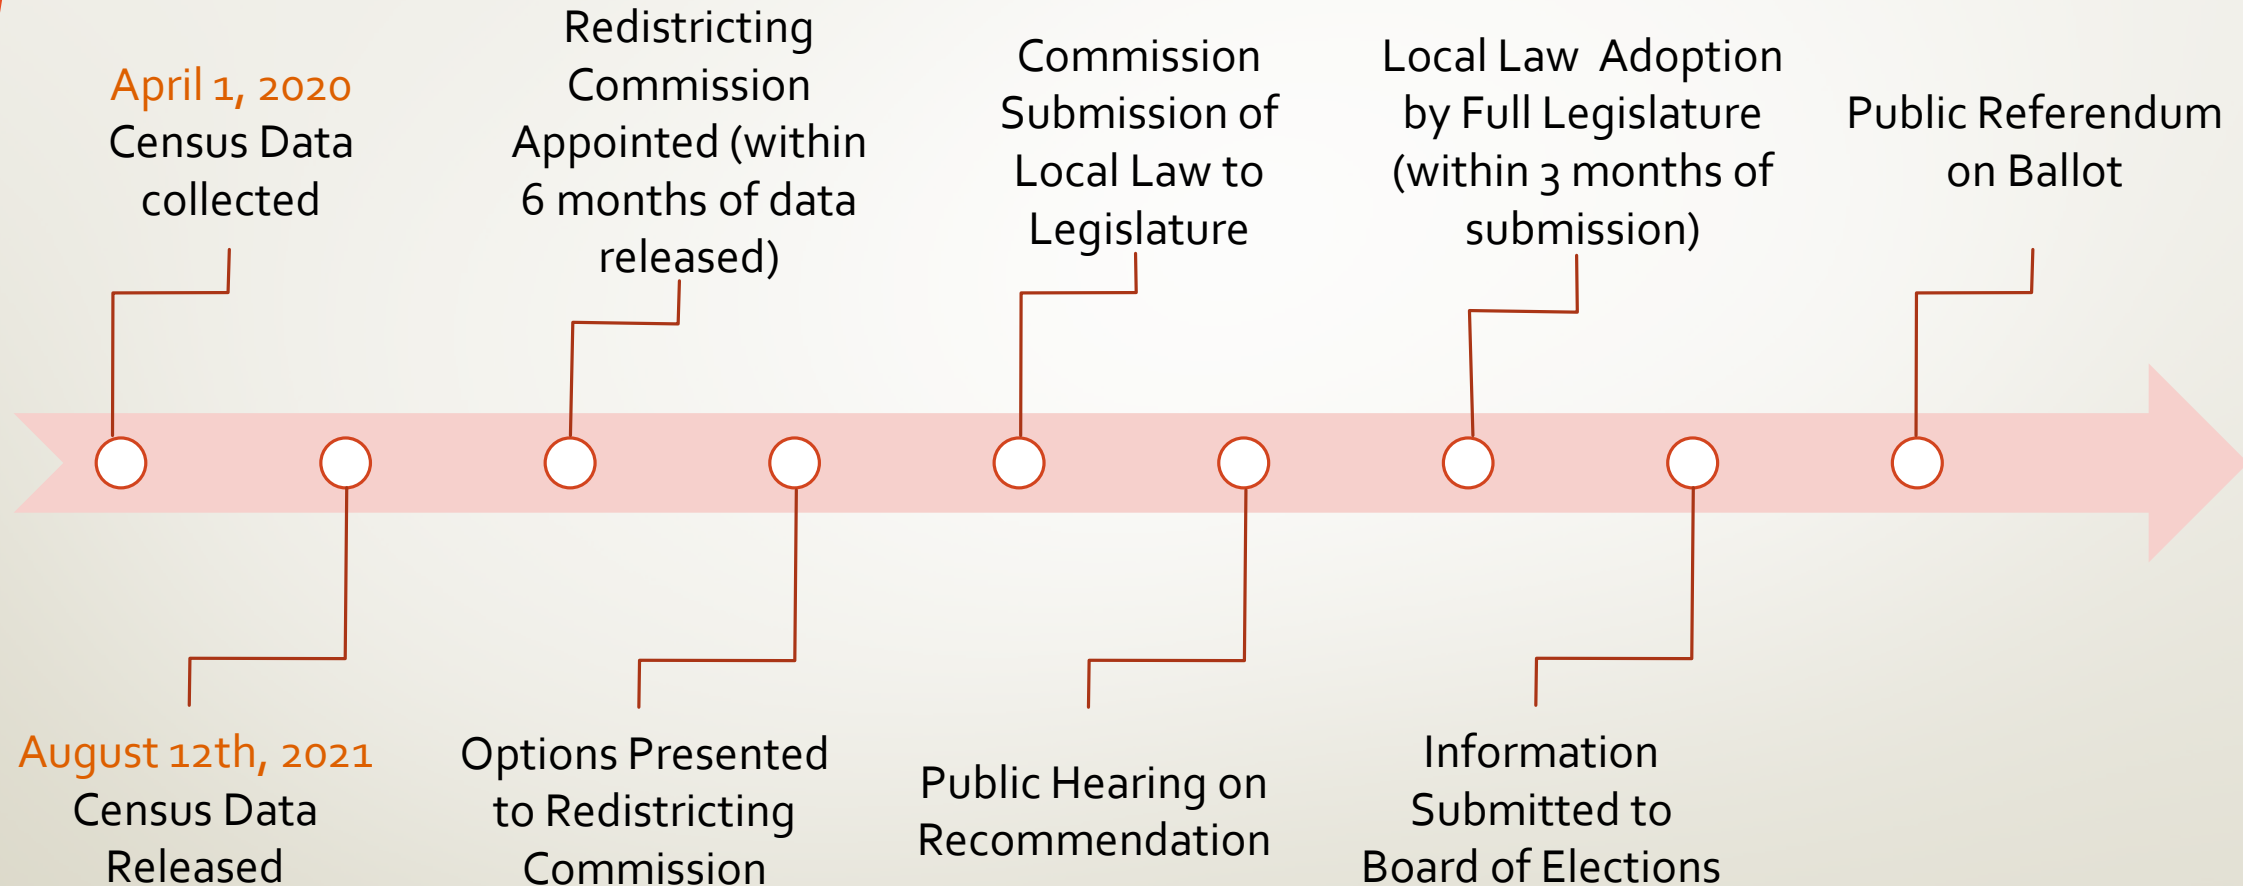 April 1, 2020
Census Data
collected
August 12th, 2021
Census Data
Released
Redistricting
Commission
Appointed (within
6 months of data
released)
Options Presented
to Redistricting
Commission
Commission
Submission of
Local Law to
Legislature
Public Hearing on
Recommendation
Local Law  Adoption
by Full Legislature
(within 3 months of
submission)
Information
Submitted to
Board of Elections
Public Referendum
on Ballot